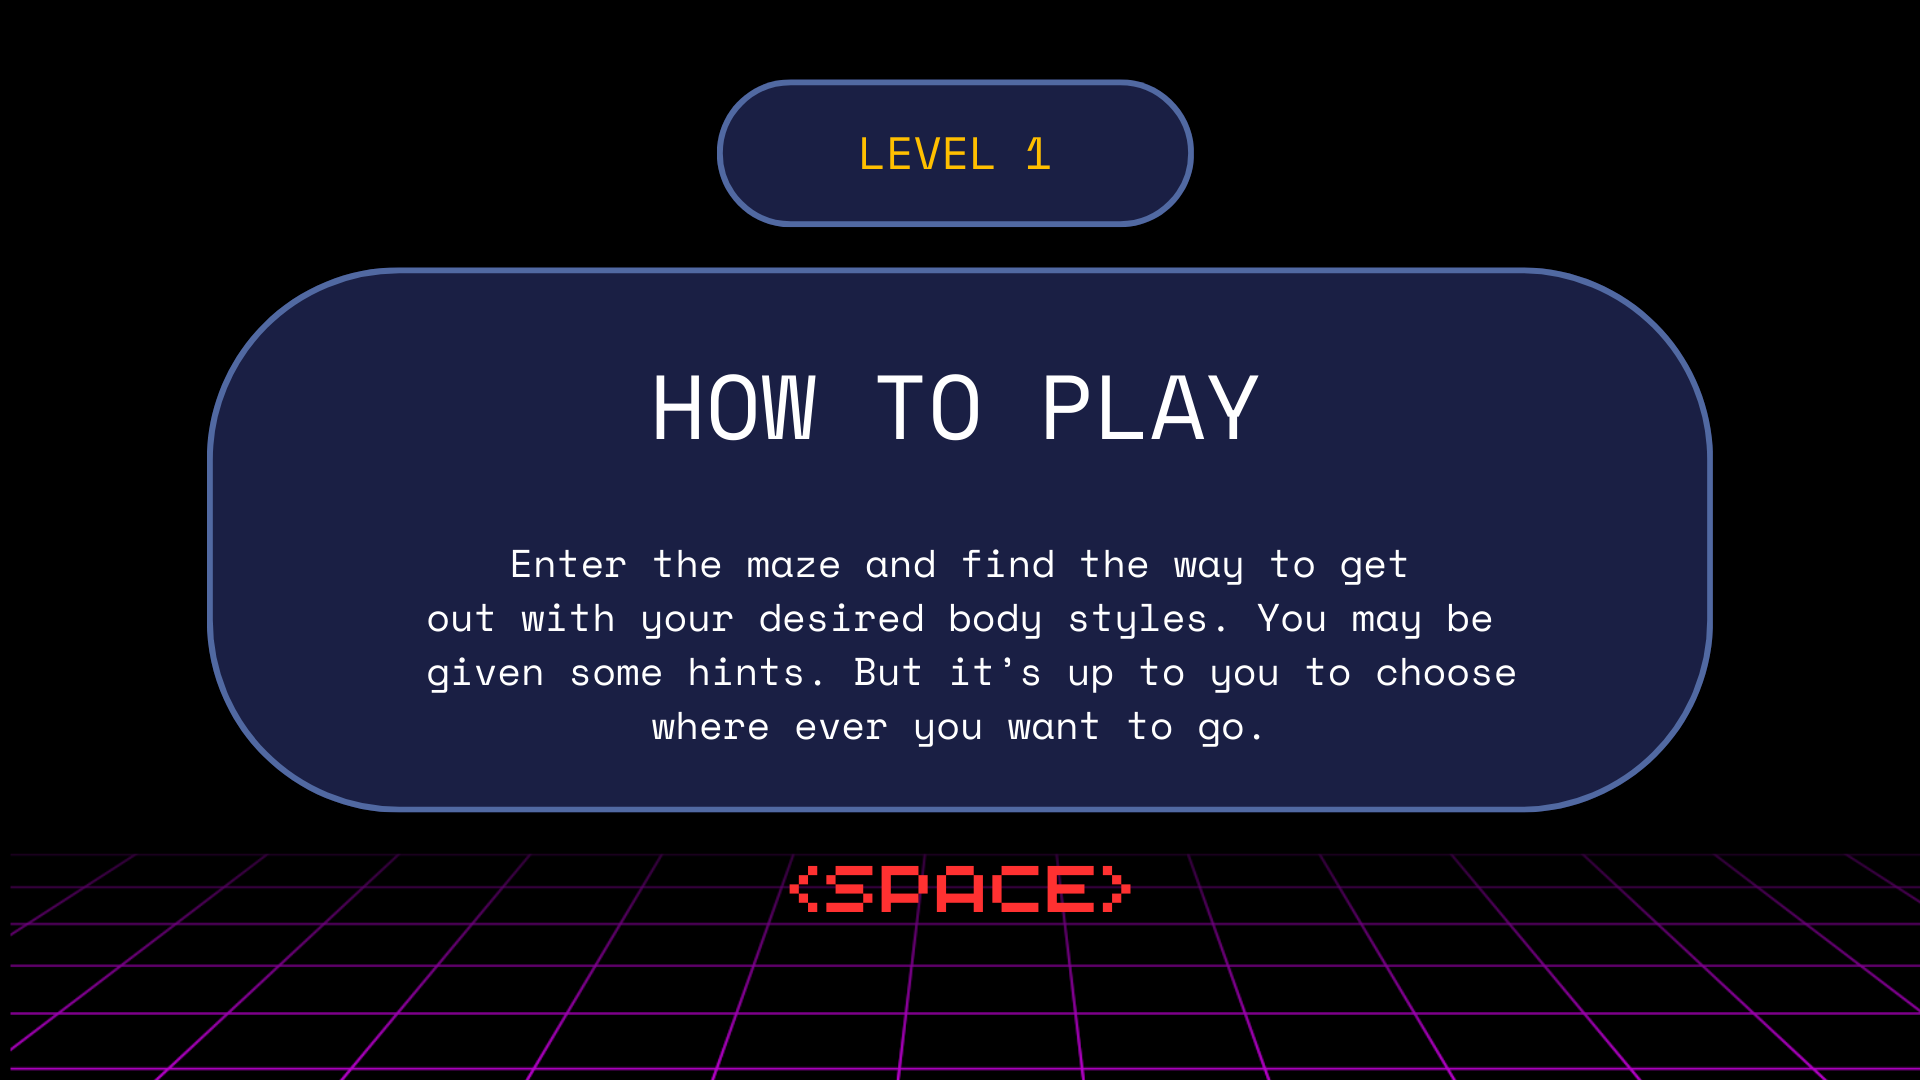 LEVEL 1
HOW TO PLAY
Enter the maze and find the way to get
out with your desired body styles. You may be
given some hints. But it’s up to you to choose
where ever you want to go.
<SPACE>